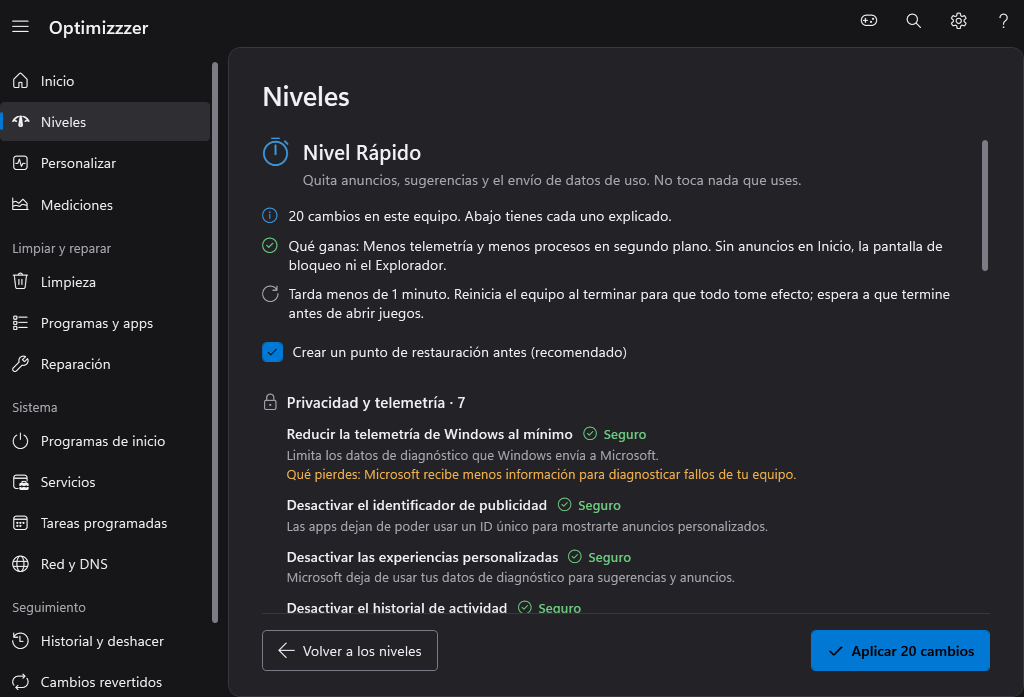 Optimizzzer
Inicio
Niveles
Personalizar
Mediciones
Limpiar y reparar
Limpieza
Programas y apps
Reparación
Sistema
Programas de inicio
Servicios
Tareas programadas
Red y DNS
Seguimiento
Historial y deshacer
Cambios revertidos
Niveles
Nivel Rápido
Quita anuncios, sugerencias y el envío de datos de uso. No toca nada que uses.
20 cambios en este equipo. Abajo tienes cada uno explicado.
Qué ganas: Menos telemetría y menos procesos en segundo plano. Sin anuncios en Inicio, la pantalla de
bloqueo ni el Explorador.
Tarda menos de 1 minuto. Reinicia el equipo al terminar para que todo tome efecto; espera a que termine
antes de abrir juegos.
Crear un punto de restauración antes (recomendado)
Privacidad y telemetría · 7
Reducir la telemetría de Windows al mínimo Seguro
Limita los datos de diagnóstico que Windows envía a Microsoft.
Qué pierdes: Microsoft recibe menos información para diagnosticar fallos de tu equipo.
Desactivar el identificador de publicidad Seguro
Las apps dejan de poder usar un ID único para mostrarte anuncios personalizados.
Desactivar las experiencias personalizadas Seguro
Microsoft deja de usar tus datos de diagnóstico para sugerencias y anuncios.
Desactivar el historial de actividad Seguro
Volver a los niveles
Aplicar 20 cambios